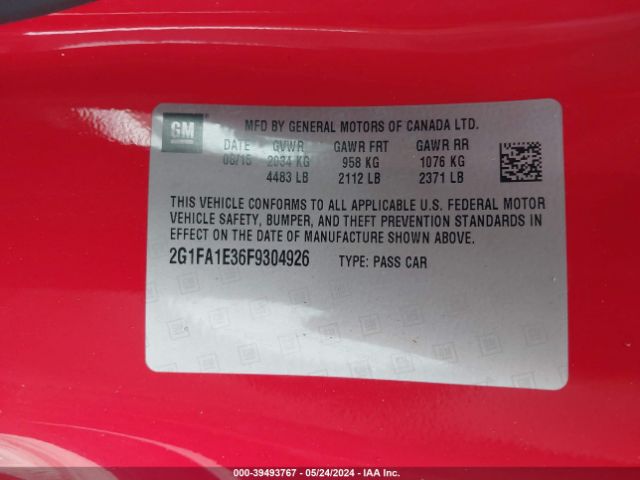 GM
MFD BY GENERAL MOTORS OF CANADA LTD.
DATE GVWR GAWR FRT GAWR RR
08/15 2034 KG 958 KG 1076 KG
4483 LB 2112 LB 2371 LB
THIS VEHICLE CONFORMS TO ALL APPLICABLE U.S. FEDERAL MOTOR
VEHICLE SAFETY, BUMPER, AND THEFT PREVENTION STANDARDS IN
EFFECT ON THE DATE OF MANUFACTURE SHOWN ABOVE.
2G1FA1E36F9304926 TYPE: PASS CAR
000-39493767 - 05/24/2024 - IAA Inc.